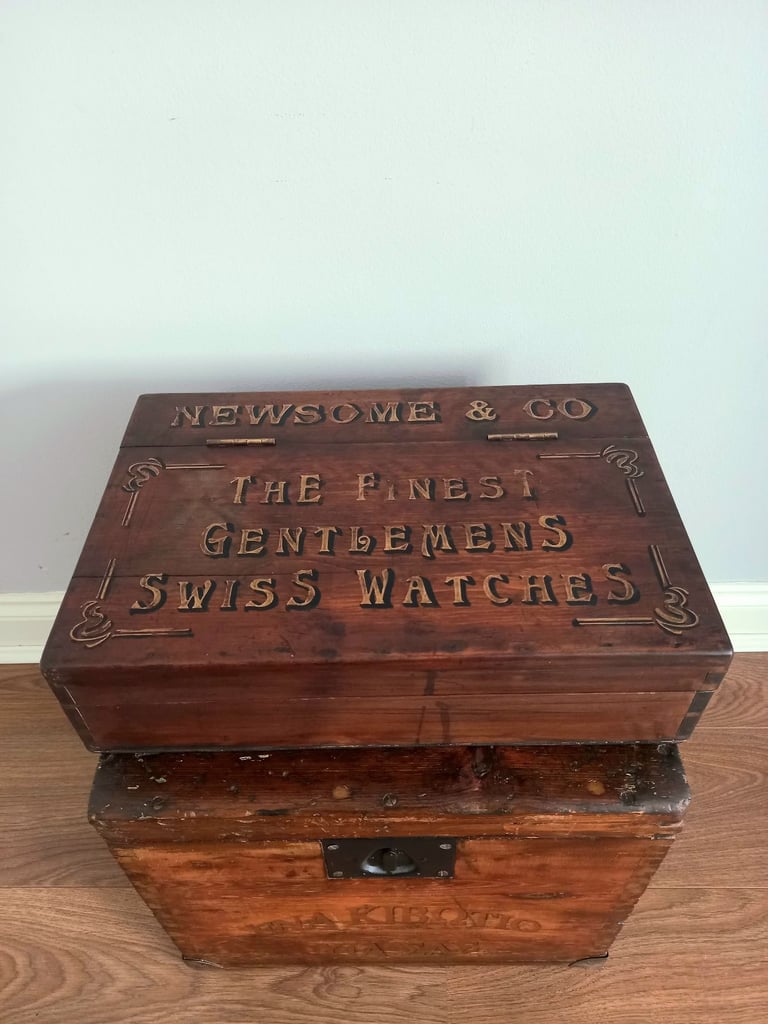 NEWSOME & CO
THE FINEST
GENTLEMENS
SWISS WATCHES